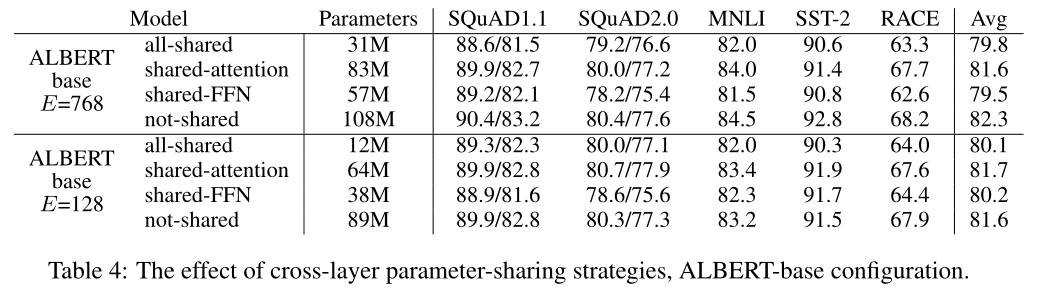 Model Parameters SQuAD1.1 SQuAD2.0 MNLI SST-2 RACE Avg
ALBERT base E=768 all-shared 31M 88.6/81.5 79.2/76.6 82.0 90.6 63.3 79.8
shared-attention 83M 89.9/82.7 80.0/77.2 84.0 91.4 67.7 81.6
shared-FFN 57M 89.2/82.1 78.2/75.4 81.5 90.8 62.6 79.5
not-shared 108M 90.4/83.2 80.4/77.6 84.5 92.8 68.2 82.3
ALBERT base E=128 all-shared 12M 89.3/82.3 80.0/77.1 82.0 90.3 64.0 80.1
shared-attention 64M 89.9/82.8 80.7/77.9 83.4 91.9 67.6 81.7
shared-FFN 38M 88.9/81.6 78.6/75.6 82.3 91.7 64.4 80.2
not-shared 89M 89.9/82.8 80.3/77.3 83.2 91.5 67.9 81.6
Table 4: The effect of cross-layer parameter-sharing strategies, ALBERT-base configuration.